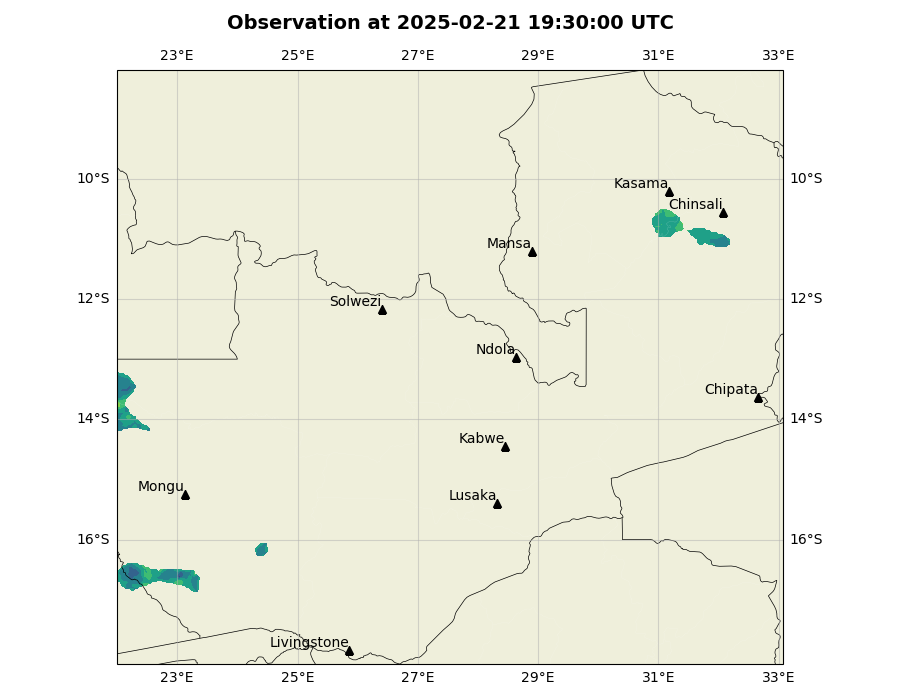 Observation at 2025-02-21 19:30:00 UTC
23°E 25°E 27°E 29°E 31°E 33°E
10°S 10°S
Kasama
Chinsali
Mansa
12°S 12°S
Solwezi
Ndola
Chipata
14°S 14°S
Kabwe
Mongu
Lusaka
16°S 16°S
Livingstone
23°E 25°E 27°E 29°E 31°E 33°E